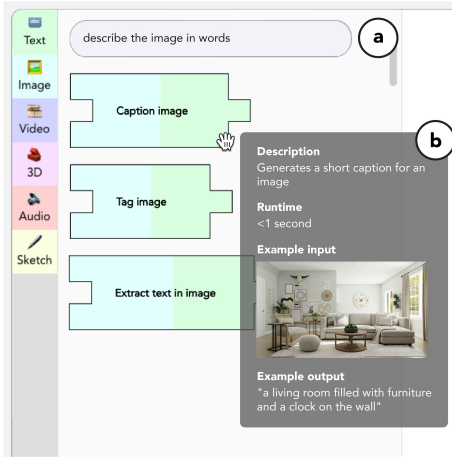 abc
Text
Image
Video
3D
Audio
Sketch
describe the image in words
a
Caption image
Tag image
Extract text in image
b
Description
Generates a short caption for an
image
Runtime
<1 second
Example input
Example output
"a living room filled with furniture
and a clock on the wall"